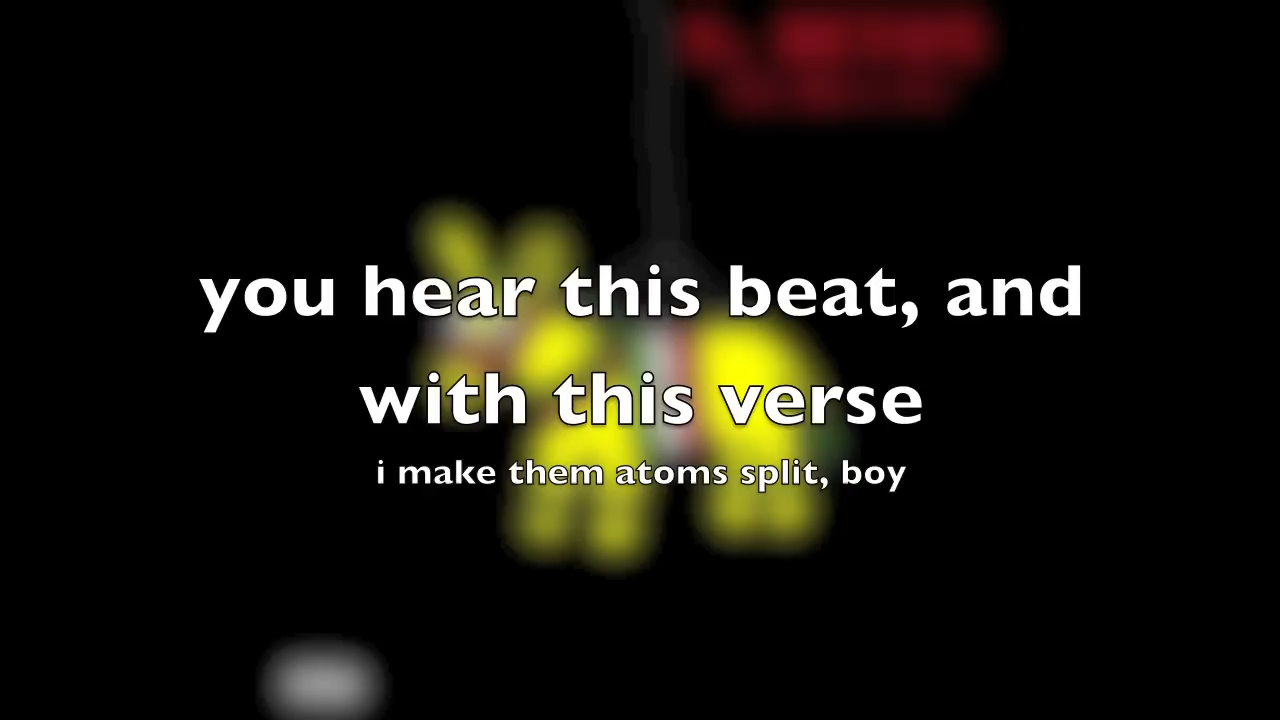 you hear this beat, and
with this verse
i make them atoms split, boy